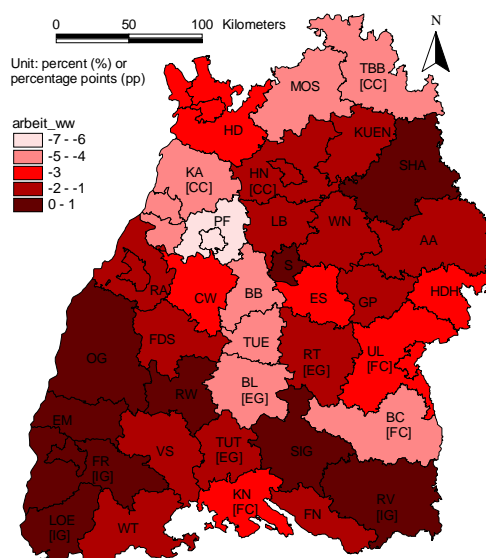 0 50 100 Kilometers
N
Unit: percent (%) or
percentage points (pp)
arbeit_ww
-7 - -6
-5 - -4
-3
-2 - -1
0 - 1
TBB
[CC]
MOS
HD
KUEN
SHA
KA
[CC]
HN
[CC]
PF
LB
WN
AA
S
RA
CW
BB
ES
GP
HDH
FDS
TUE
RT
[EG]
UL
[FC]
OG
RW
BL
[EG]
BC
[FC]
EM
VS
TUT
[EG]
SIG
FR
[IG]
KN
[FC]
RV
[IG]
LOE
[IG]
WT
FN